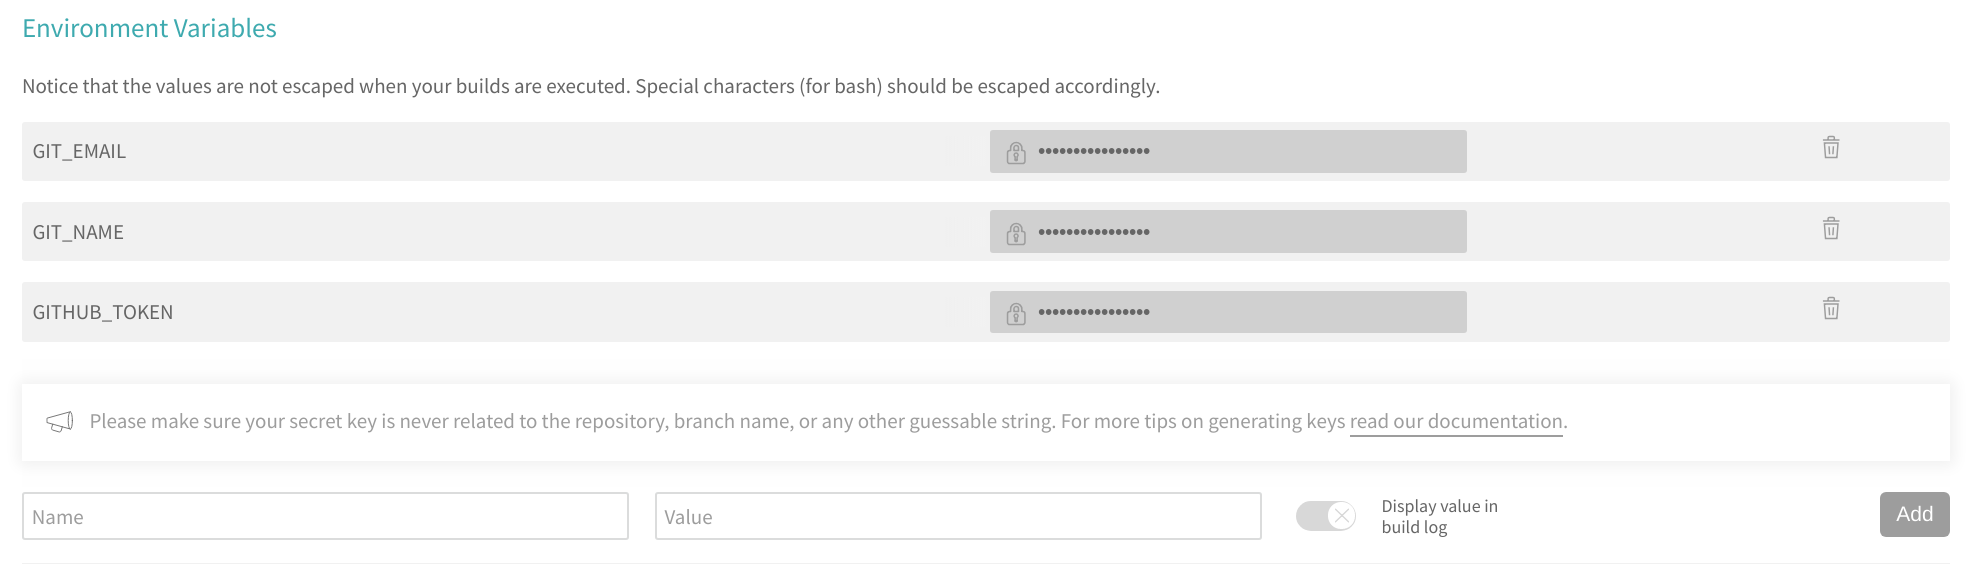 Environment Variables
Notice that the values are not escaped when your builds are executed. Special characters (for bash) should be escaped accordingly.
GIT_EMAIL ••••••••••••••••
GIT_NAME ••••••••••••••••
GITHUB_TOKEN ••••••••••••••••
Please make sure your secret key is never related to the repository, branch name, or any other guessable string. For more tips on generating keys read our documentation.
Name
Value
Display value in
build log
Add